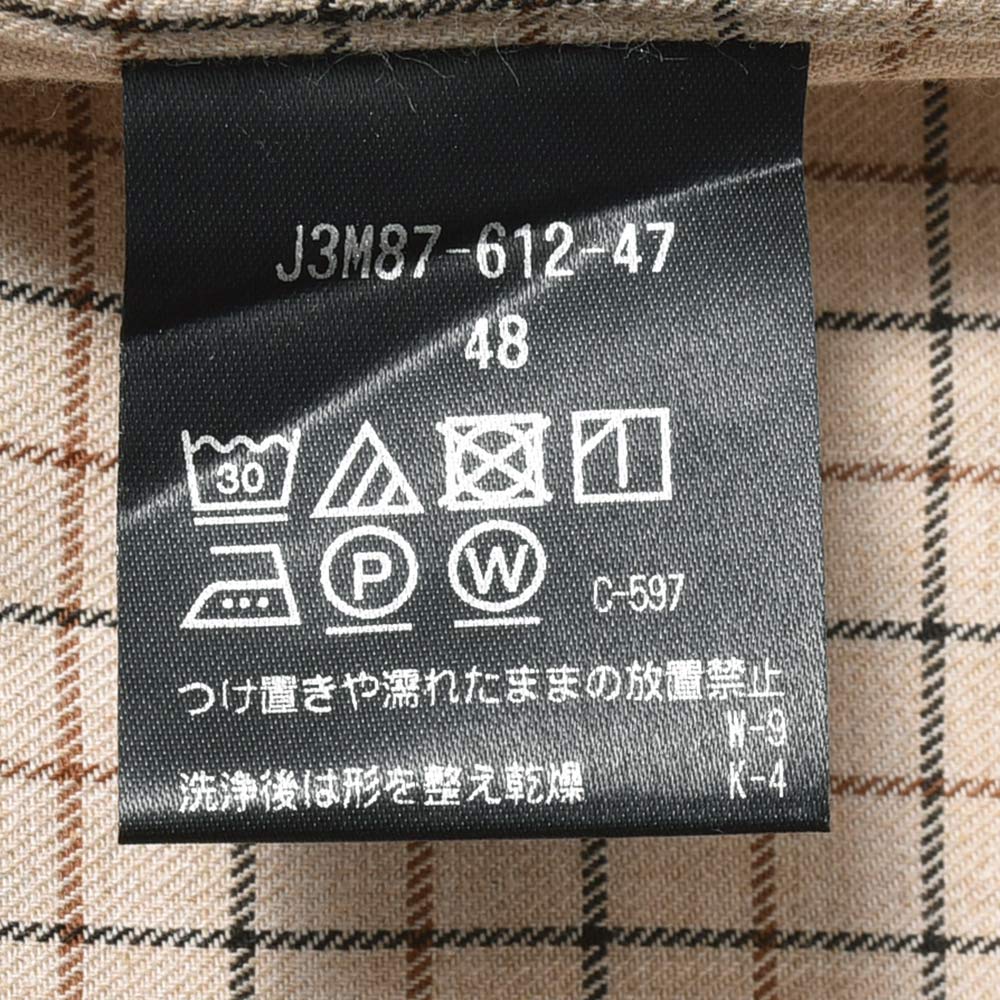 J3M87-612-47
48
30
P W C-597
つけ置きや濡れたままの放置禁止
W-9
洗浄後は形を整え乾燥 K-4